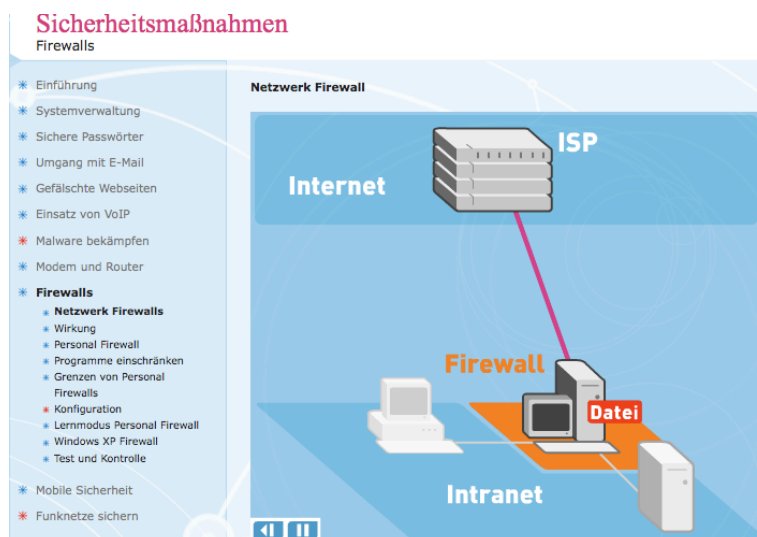 Sicherheitsmaßnahmen
Firewalls
Einführung
Systemverwaltung
Sichere Passwörter
Umgang mit E-Mail
Gefälschte Webseiten
Einsatz von VoIP
Malware bekämpfen
Modem und Router
Firewalls
Netzwerk Firewalls
Wirkung
Personal Firewall
Programme einschränken
Grenzen von Personal
Firewalls
Konfiguration
Lernmodus Personal Firewall
Windows XP Firewall
Test und Kontrolle
Mobile Sicherheit
Funknetze sichern
Netzwerk Firewall
ISP
Internet
Firewall
Datei
Intranet